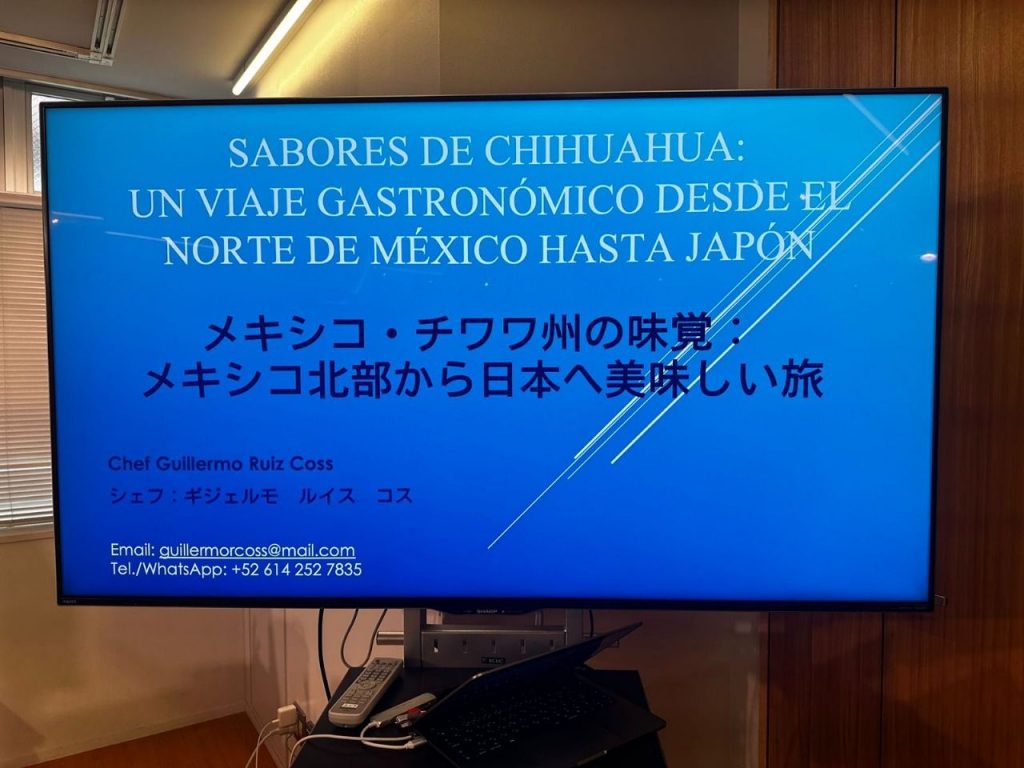 SABORES DE CHIHUAHUA:
UN VIAJE GASTRONÓMICO DESDE EL
NORTE DE MÉXICO HASTA JAPÓN
メキシコ・チワワ州の味覚：
メキシコ北部から日本へ美味しい旅
Chef Guillermo Ruiz Coss
シェフ：ギジェルモ　ルイス　コス
Email: guillermorcoss@mail.com
Tel./WhatsApp: +52 614 252 7835
SHARP